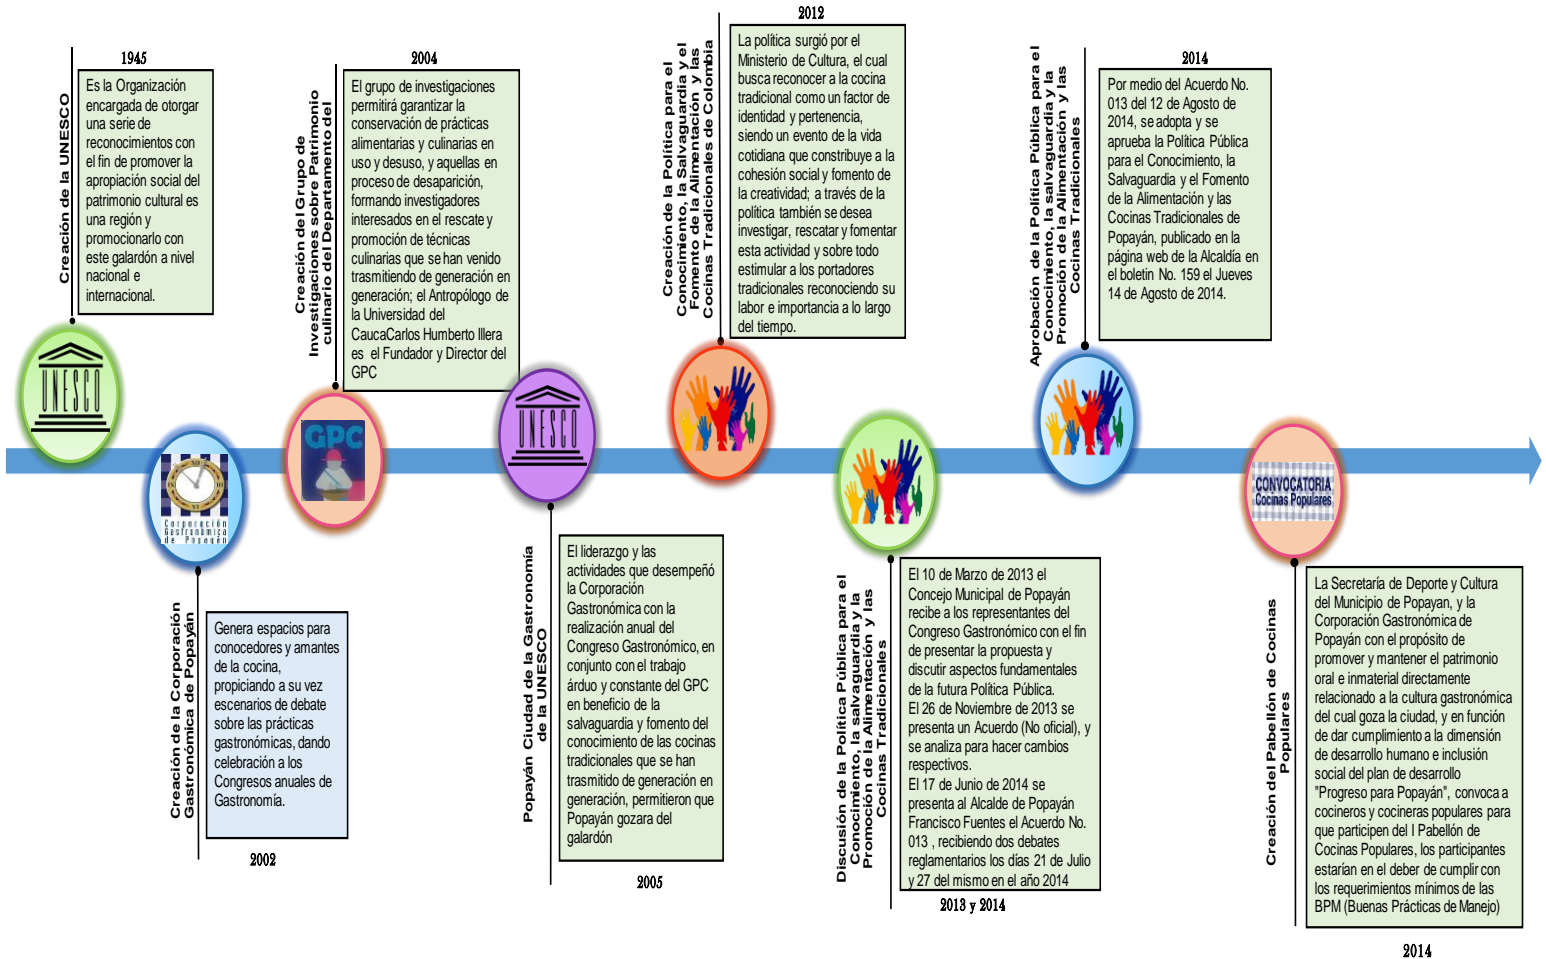 1945
Creación de la UNESCO
Es la Organización
encargada de otorgar
una serie de
reconocimientos con
el fin de promover la
apropiación social del
patrimonio cultural es
una región y
promocionarlo con
este galardón a nivel
nacional e
internacional.
UNESCO
Corporación
Gastronómica
de Popayán
Creación de la Corporación
Gastronómica de Popayán
Genera espacios para
conocedores y amantes
de la cocina,
propiciando a su vez
escenarios de debate
sobre las prácticas
gastronómicas, dando
celebración a los
Congresos anuales de
Gastronomía.
2002
2004
Creación del Grupo de
Investigaciones sobre Patrimonio
culinario del Departamento del
El grupo de investigaciones
permitirá garantizar la
conservación de prácticas
alimentarias y culinarias en
uso y desuso, y aquellas en
proceso de desaparición,
formando investigadores
interesados en el rescate y
promoción de técnicas
culinarias que se han venido
trasmitiendo de generación en
generación; el Antropólogo de
la Universidad del
CaucaCarlos Humberto Illera
es el Fundador y Director del
GPC
GPC
UNESCO
Popayán Ciudad de la Gastronomía
de la UNESCO
El liderazgo y las
actividades que desempeñó
la Corporación
Gastronómica con la
realización anual del
Congreso Gastronómico, en
conjunto con el trabajo
árduo y constante del GPC
en beneficio de la
salvaguardia y fomento del
conocimiento de las cocinas
tradicionales que se han
trasmitido de generación en
generación, permitieron que
Popayán gozara del
galardón
2005
2012
Creación de la Política para el
Conocimiento, la Salvaguardia y el
Fomento de la Alimentación y las
Cocinas Tradicionales de Colombia
La política surgió por el
Ministerio de Cultura, el cual
busca reconocer a la cocina
tradicional como un factor de
identidad y pertenencia,
siendo un evento de la vida
cotidiana que constribuye a la
cohesión social y fomento de
la creatividad; a través de la
política también se desea
investigar, rescatar y fomentar
esta actividad y sobre todo
estimular a los portadores
tradicionales reconociendo su
labor e importancia a lo largo
del tiempo.
Discusión de la Política Pública para el
Conocimiento, la salvaguardia y la
Promoción de la Alimentación y las
Cocinas Tradicionales
El 10 de Marzo de 2013 el
Concejo Municipal de Popayán
recibe a los representantes del
Congreso Gastronómico con el fin
de presentar la propuesta y
discutir aspectos fundamentales
de la futura Política Pública.
El 26 de Noviembre de 2013 se
presenta un Acuerdo (No oficial), y
se analiza para hacer cambios
respectivos.
El 17 de Junio de 2014 se
presenta al Alcalde de Popayán
Francisco Fuentes el Acuerdo No.
013 , recibiendo dos debates
reglamentarios los días 21 de Julio
y 27 del mismo en el año 2014
2013 y 2014
2014
Aprobación de la Política Pública para el
Conocimiento, la salvaguardia y la
Promoción de la Alimentación y las
Cocinas Tradicionales
Por medio del Acuerdo No.
013 del 12 de Agosto de
2014, se adopta y se
aprueba la Política Pública
para el Conocimiento, la
Salvaguardia y el Fomento
de la Alimentación y las
Cocinas Tradicionales de
Popayán, publicado en la
página web de la Alcaldía en
el boletin No. 159 el Jueves
14 de Agosto de 2014.
CONVOCATORIA
Cocinas Populares
Creación del Pabellón de Cocinas
Populares
La Secretaría de Deporte y Cultura
del Municipio de Popayan, y la
Corporación Gastronómica de
Popayán con el propósito de
promover y mantener el patrimonio
oral e inmaterial directamente
relacionado a la cultura gastronómica
del cual goza la ciudad, y en función
de dar cumplimiento a la dimensión
de desarrollo humano e inclusión
social del plan de desarrollo
"Progreso para Popayán", convoca a
cocineros y cocineras populares para
que participen del I Pabellón de
Cocinas Populares, los participantes
estarían en el deber de cumplir con
los requerimientos mínimos de las
BPM (Buenas Prácticas de Manejo)
2014